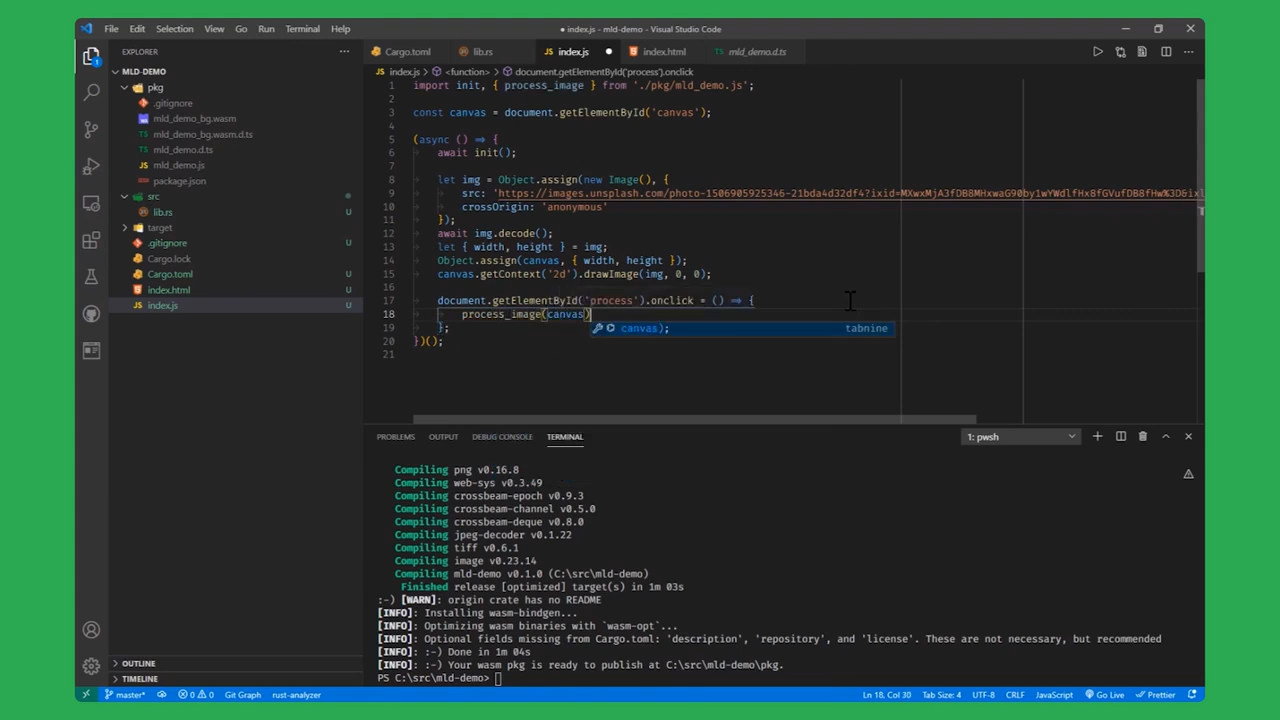 File Edit Selection View Go Run Terminal Help
● index.js - mld-demo - Visual Studio Code
EXPLORER
MLD-DEMO
pkg
.gitignore
mld_demo_bg.wasm
mld_demo_bg.wasm.d.ts
mld_demo.d.ts
mld_demo.js
package.json
src
lib.rs U
target
.gitignore U
Cargo.lock
Cargo.toml U
index.html U
index.js U
OUTLINE
TIMELINE
Cargo.toml lib.rs JS index.js ● index.html TS mld_demo.d.ts
JS index.js > <function> > document.getElementById('process').onclick
1 import init, { process_image } from './pkg/mld_demo.js';
2
3 const canvas = document.getElementById('canvas');
4
5 (async () ⇒ {
6 await init();
7
8 let img = Object.assign(new Image(), {
9 src: 'https://images.unsplash.com/photo-1506905925346-21bda4d32df4?ixid=MXwxMjA3fDB8MHxwaG90by1wYWdlfHx8fGVufDB8fHw%3D&ixl
10 crossOrigin: 'anonymous'
11 });
12 await img.decode();
13 let { width, height } = img;
14 Object.assign(canvas, { width, height });
15 canvas.getContext('2d').drawImage(img, 0, 0);
16
17 document.getElementById('process').onclick = () ⇒ {
18 process_image(canvas)
canvas); tabnine
19 };
20 })();
21
PROBLEMS OUTPUT DEBUG CONSOLE TERMINAL 1: pwsh
Compiling png v0.16.8
Compiling web-sys v0.3.49
Compiling crossbeam-epoch v0.9.3
Compiling crossbeam-channel v0.5.0
Compiling crossbeam-deque v0.8.0
Compiling jpeg-decoder v0.1.22
Compiling tiff v0.6.1
Compiling image v0.23.14
Compiling mld-demo v0.1.0 (C:\src\mld-demo)
Finished release [optimized] target(s) in 1m 03s
:-) [WARN]: origin crate has no README
[INFO]: Installing wasm-bindgen...
[INFO]: Optimizing wasm binaries with `wasm-opt`...
[INFO]: Optional fields missing from Cargo.toml: 'description', 'repository', and 'license'. These are not necessary, but recommended
[INFO]: :-) Done in 1m 04s
[INFO]: :-) Your wasm pkg is ready to publish at C:\src\mld-demo\pkg.
PS C:\src\mld-demo>
master* 0 0 Git Graph rust-analyzer Ln 18, Col 30 Tab Size: 4 UTF-8 CRLF JavaScript Go Live Prettier